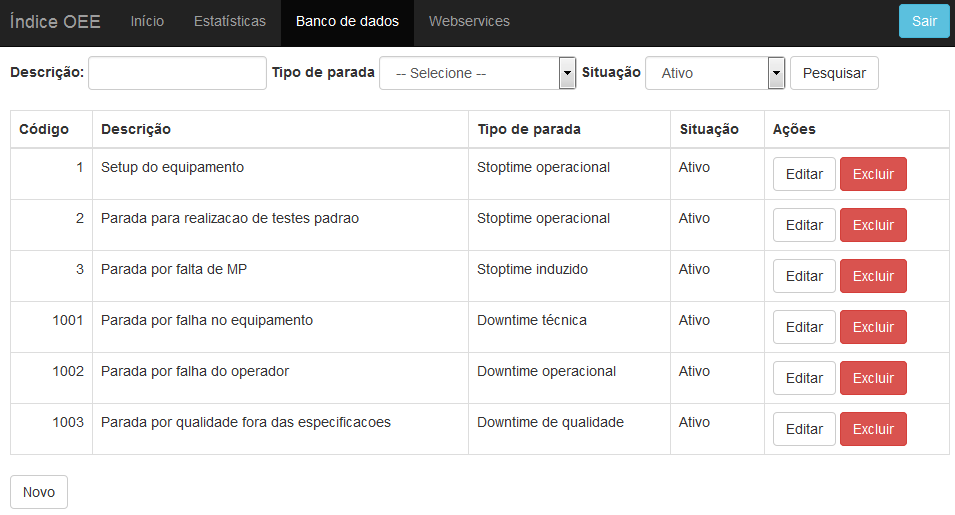 Índice OEE Início Estatísticas Banco de dados Webservices Sair
Descrição: Tipo de parada -- Selecione -- Situação Ativo Pesquisar
Código Descrição Tipo de parada Situação Ações
1 Setup do equipamento Stoptime operacional Ativo Editar Excluir
2 Parada para realizacao de testes padrao Stoptime operacional Ativo Editar Excluir
3 Parada por falta de MP Stoptime induzido Ativo Editar Excluir
1001 Parada por falha no equipamento Downtime técnica Ativo Editar Excluir
1002 Parada por falha do operador Downtime operacional Ativo Editar Excluir
1003 Parada por qualidade fora das especificacoes Downtime de qualidade Ativo Editar Excluir
Novo